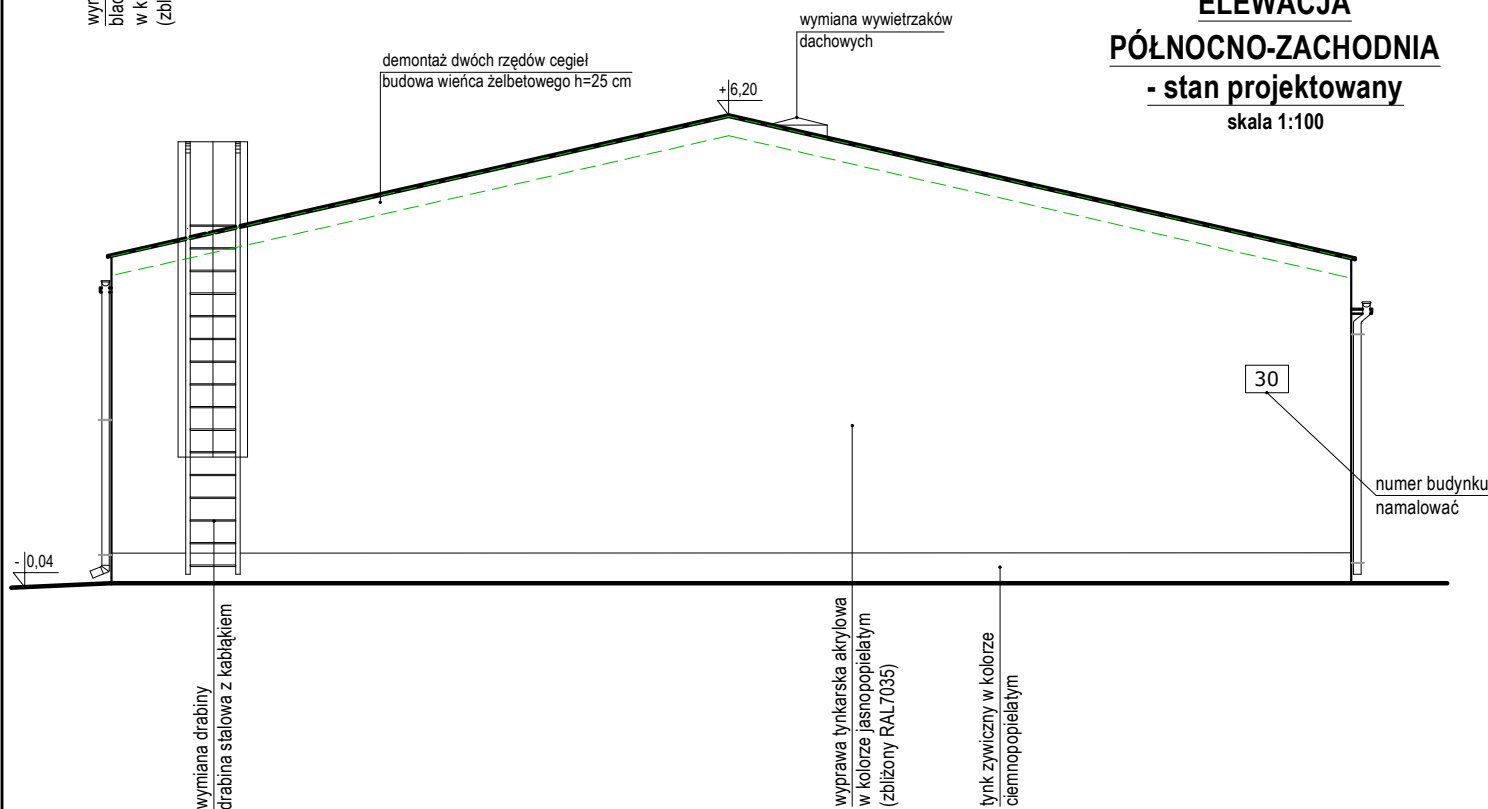 ELEWACJA
PÓŁNOCNO-ZACHODNIA
- stan projektowany
skala 1:100
wymiana wywietrzaków
dachowych
demontaż dwóch rzędów cegieł
budowa wieńca żelbetowego h=25 cm
+6,20
30
numer budynku
namalować
- 0,04
wymiana drabiny
drabina stalowa z kabłąkiem
wyprawa tynkarska akrylowa
w kolorze jasnopopielatym
(zbliżony RAL7035)
tynk zywiczny w kolorze
ciemnopopielatym